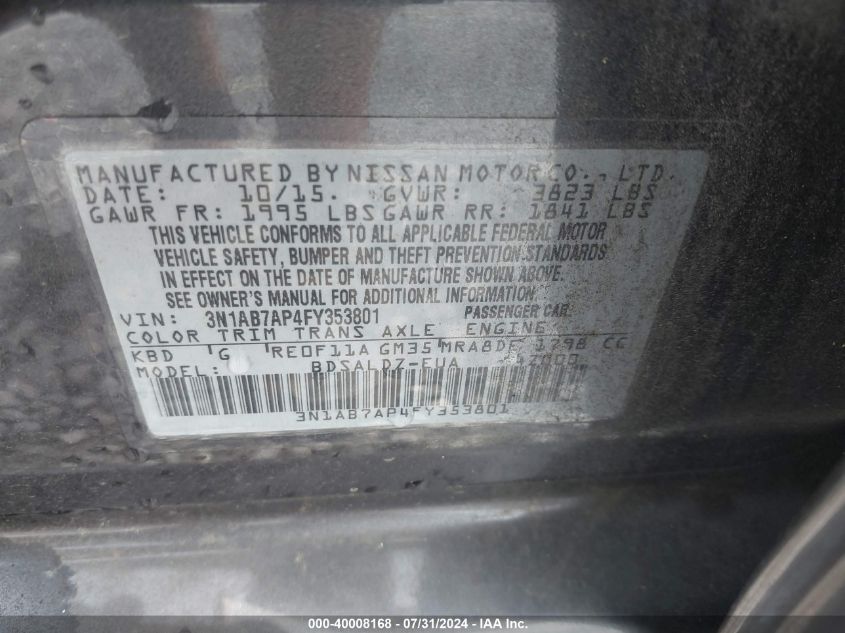 MANUFACTURED BY NISSAN MOTOR CO., LTD.
DATE: 10/15. GVWR: 3823 LBS
GAWR FR: 1995 LBS GAWR RR: 1841 LBS
THIS VEHICLE CONFORMS TO ALL APPLICABLE FEDERAL MOTOR
VEHICLE SAFETY, BUMPER AND THEFT PREVENTION STANDARDS
IN EFFECT ON THE DATE OF MANUFACTURE SHOWN ABOVE.
SEE OWNER'S MANUAL FOR ADDITIONAL INFORMATION.
VIN: 3N1AB7AP4FY353801 PASSENGER CAR
COLOR TRIM TRANS AXLE ENGINE
KBD G RE0F11A GM35 MRA8DE 1798 CC
MODEL: BDSALDZ-EUA
3N1AB7AP4FY353801
000-40008168 - 07/31/2024 - IAA Inc.